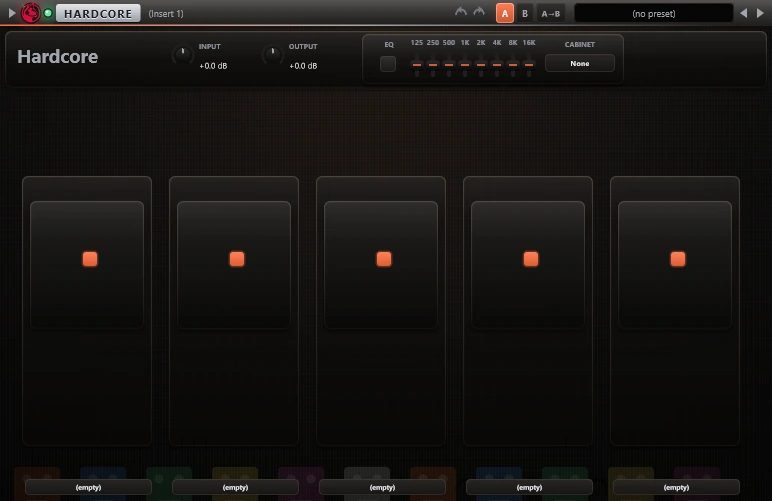 HARDCORE (Insert 1) A B A→B (no preset)
Hardcore
INPUT
+0.0 dB
OUTPUT
+0.0 dB
EQ
125 250 500 1K 2K 4K 8K 16K
CABINET
None
(empty) (empty) (empty) (empty) (empty)